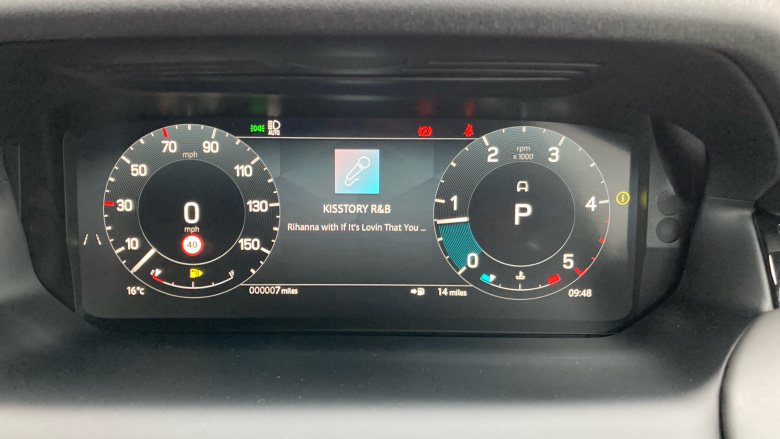 AUTO
70 90
mph
50 110
30 130
10 150
0
mph
40
16°C
000007 miles
KISSTORY R&B
Rihanna with If It's Lovin That You ...
2 3
rpm
x 1000
1 4
P
0 5
14 miles
09:48